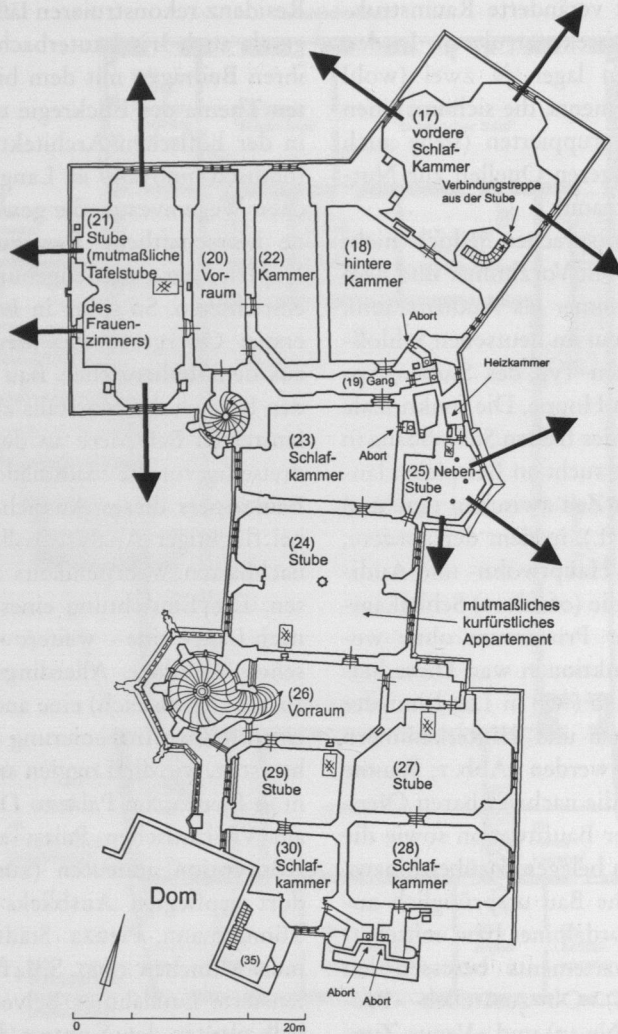 (17)
vordere
Schlaf-
Kammer
Verbindungstreppe
aus der Stube
(21)
Stube
(mutmaßliche
Tafelstube
des
Frauen-
zimmers)
(20)
Vor-
(22)
Kammer
(18)
hintere
Kammer
Abort
Heizkammer
(19) Gang
Abort
(23)
Schlaf-
kammer
(25) Neben-
Stube
(24)
Stube
mutmaßliches
kurfürstliches
Appartement
(26)
Vorraum
(29)
Stube
(27)
Stube
(30)
Schlaf-
kammer
(28)
Schlaf-
kammer
Dom
(35)
Abort
Abort
0
20m